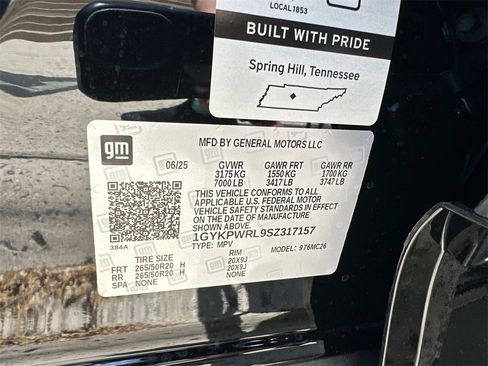 LOCAL 1853
BUILT WITH PRIDE
Spring Hill, Tennessee
gm
MFD BY GENERAL MOTORS LLC
06/25 GVWR GAWR FRT GAWR RR
3175 KG 1550 KG 1700 KG
7000 LB 3417 LB 3747 LB
THIS VEHICLE CONFORMS TO ALL
APPLICABLE U.S. FEDERAL MOTOR
VEHICLE SAFETY STANDARDS IN EFFECT
ON THE DATE OF MANUFACTURE
SHOWN ABOVE.
1GYKPWRL9SZ317157
384A TYPE: MPV MODEL: 976MC26
TIRE SIZE RIM
FRT 265/50R20 H 20X9J
RR 265/50R20 H 20X9J
SPA NONE NONE